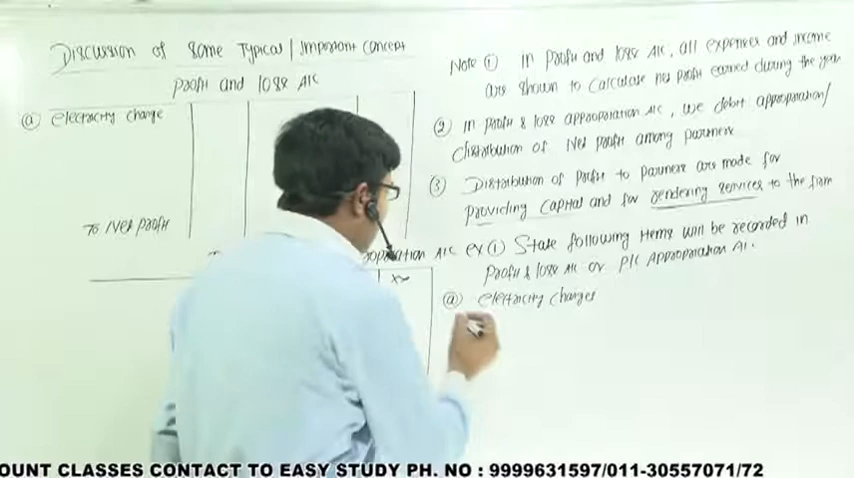 Discussion of Some Typical / Important Concept
Profit and loss A/C
(a) Electricity charge
To Net Profit
opriation A/C
x~
Note (1) In Profit and loss A/C, all expenses and income
are shown to calculate net profit earned during the year
(2) In profit & loss appropriation A/C, we debit appropriation/
distribution of Net profit among partners
(3) Distribution of Profit to Partners are made for
Providing Capital and for rendering services to the firm
Ex (1) State following items will be recorded in
Profit & loss A/C or P/L Appropriation A/.
(a) Electricity Charges
OUNT CLASSES CONTACT TO EASY STUDY PH. NO : 9999631597/011-30557071/72